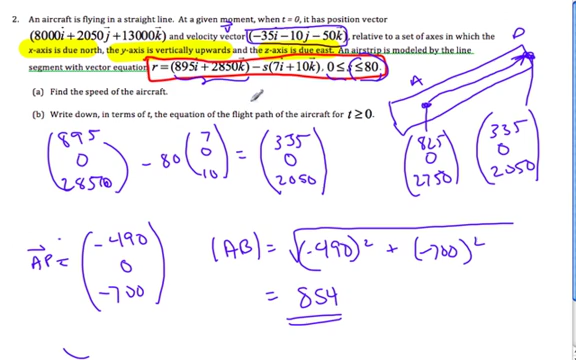 2. An aircraft is flying in a straight line. At a given moment, when t = 0, it has position vector
(8000i + 2050j + 13000k) and velocity vector (−35i − 10j − 50k), relative to a set of axes in which the
x-axis is due north, the y-axis is vertically upwards and the z-axis is due east. An airstrip is modeled by the line
segment with vector equation r = (895i + 2850k) − s(7i + 10k), 0 ≤ s ≤ 80.
(a) Find the speed of the aircraft.
(b) Write down, in terms of t, the equation of the flight path of the aircraft for t ≥ 0.
V
A
(895 0 2850) − 80 (7 0 10) = (335 0 2050)
(825 0 2750) (335 0 2050)
AP = (−490 0 −700)
|AB| = √(−490)² + (−700)²
= 854